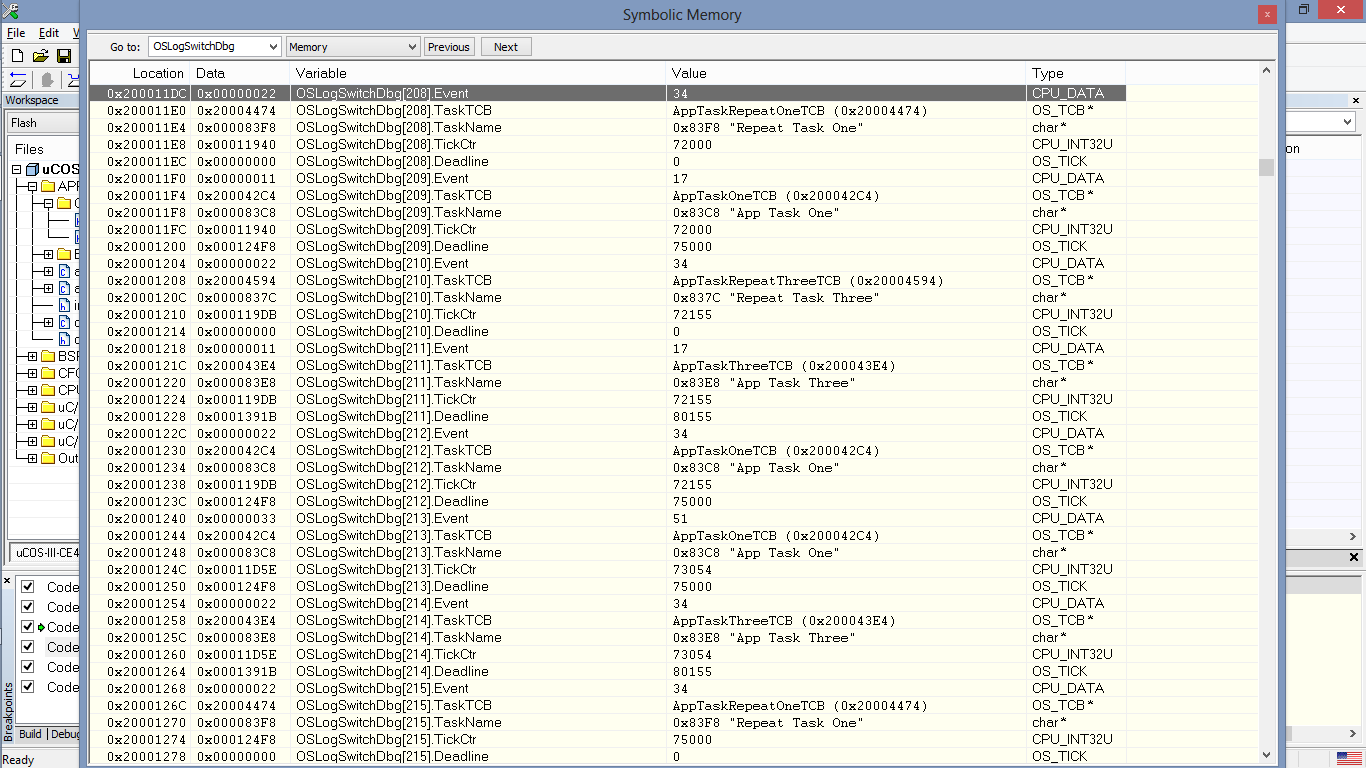 Symbolic Memory
x
File Edit V
Go to: OSLogSwitchDbg Memory Previous Next
Workspace
Flash
Files
uCOS
APP
BSP
CPU
uC/
uC/
uC/
Out
uCOS-III-CE4
Code
Code
Code
Code
Code
Code
Breakpoints
Build Debug
Ready
on
Location Data Variable Value Type
0x200011DC 0x00000022 OSLogSwitchDbg[208].Event 34 CPU_DATA
0x200011E0 0x20004474 OSLogSwitchDbg[208].TaskTCB AppTaskRepeatOneTCB (0x20004474) OS_TCB*
0x200011E4 0x000083F8 OSLogSwitchDbg[208].TaskName 0x83F8 "Repeat Task One" char*
0x200011E8 0x00011940 OSLogSwitchDbg[208].TickCtr 72000 CPU_INT32U
0x200011EC 0x00000000 OSLogSwitchDbg[208].Deadline 0 OS_TICK
0x200011F0 0x00000011 OSLogSwitchDbg[209].Event 17 CPU_DATA
0x200011F4 0x200042C4 OSLogSwitchDbg[209].TaskTCB AppTaskOneTCB (0x200042C4) OS_TCB*
0x200011F8 0x000083C8 OSLogSwitchDbg[209].TaskName 0x83C8 "App Task One" char*
0x200011FC 0x00011940 OSLogSwitchDbg[209].TickCtr 72000 CPU_INT32U
0x20001200 0x000124F8 OSLogSwitchDbg[209].Deadline 75000 OS_TICK
0x20001204 0x00000022 OSLogSwitchDbg[210].Event 34 CPU_DATA
0x20001208 0x20004594 OSLogSwitchDbg[210].TaskTCB AppTaskRepeatThreeTCB (0x20004594) OS_TCB*
0x2000120C 0x0000837C OSLogSwitchDbg[210].TaskName 0x837C "Repeat Task Three" char*
0x20001210 0x000119DB OSLogSwitchDbg[210].TickCtr 72155 CPU_INT32U
0x20001214 0x00000000 OSLogSwitchDbg[210].Deadline 0 OS_TICK
0x20001218 0x00000011 OSLogSwitchDbg[211].Event 17 CPU_DATA
0x2000121C 0x200043E4 OSLogSwitchDbg[211].TaskTCB AppTaskThreeTCB (0x200043E4) OS_TCB*
0x20001220 0x000083E8 OSLogSwitchDbg[211].TaskName 0x83E8 "App Task Three" char*
0x20001224 0x000119DB OSLogSwitchDbg[211].TickCtr 72155 CPU_INT32U
0x20001228 0x0001391B OSLogSwitchDbg[211].Deadline 80155 OS_TICK
0x2000122C 0x00000022 OSLogSwitchDbg[212].Event 34 CPU_DATA
0x20001230 0x200042C4 OSLogSwitchDbg[212].TaskTCB AppTaskOneTCB (0x200042C4) OS_TCB*
0x20001234 0x000083C8 OSLogSwitchDbg[212].TaskName 0x83C8 "App Task One" char*
0x20001238 0x000119DB OSLogSwitchDbg[212].TickCtr 72155 CPU_INT32U
0x2000123C 0x000124F8 OSLogSwitchDbg[212].Deadline 75000 OS_TICK
0x20001240 0x00000033 OSLogSwitchDbg[213].Event 51 CPU_DATA
0x20001244 0x200042C4 OSLogSwitchDbg[213].TaskTCB AppTaskOneTCB (0x200042C4) OS_TCB*
0x20001248 0x000083C8 OSLogSwitchDbg[213].TaskName 0x83C8 "App Task One" char*
0x2000124C 0x00011D5E OSLogSwitchDbg[213].TickCtr 73054 CPU_INT32U
0x20001250 0x000124F8 OSLogSwitchDbg[213].Deadline 75000 OS_TICK
0x20001254 0x00000022 OSLogSwitchDbg[214].Event 34 CPU_DATA
0x20001258 0x200043E4 OSLogSwitchDbg[214].TaskTCB AppTaskThreeTCB (0x200043E4) OS_TCB*
0x2000125C 0x000083E8 OSLogSwitchDbg[214].TaskName 0x83E8 "App Task Three" char*
0x20001260 0x00011D5E OSLogSwitchDbg[214].TickCtr 73054 CPU_INT32U
0x20001264 0x0001391B OSLogSwitchDbg[214].Deadline 80155 OS_TICK
0x20001268 0x00000022 OSLogSwitchDbg[215].Event 34 CPU_DATA
0x2000126C 0x20004474 OSLogSwitchDbg[215].TaskTCB AppTaskRepeatOneTCB (0x20004474) OS_TCB*
0x20001270 0x000083F8 OSLogSwitchDbg[215].TaskName 0x83F8 "Repeat Task One" char*
0x20001274 0x000124F8 OSLogSwitchDbg[215].TickCtr 75000 CPU_INT32U
0x20001278 0x00000000 OSLogSwitchDbg[215].Deadline 0 OS_TICK